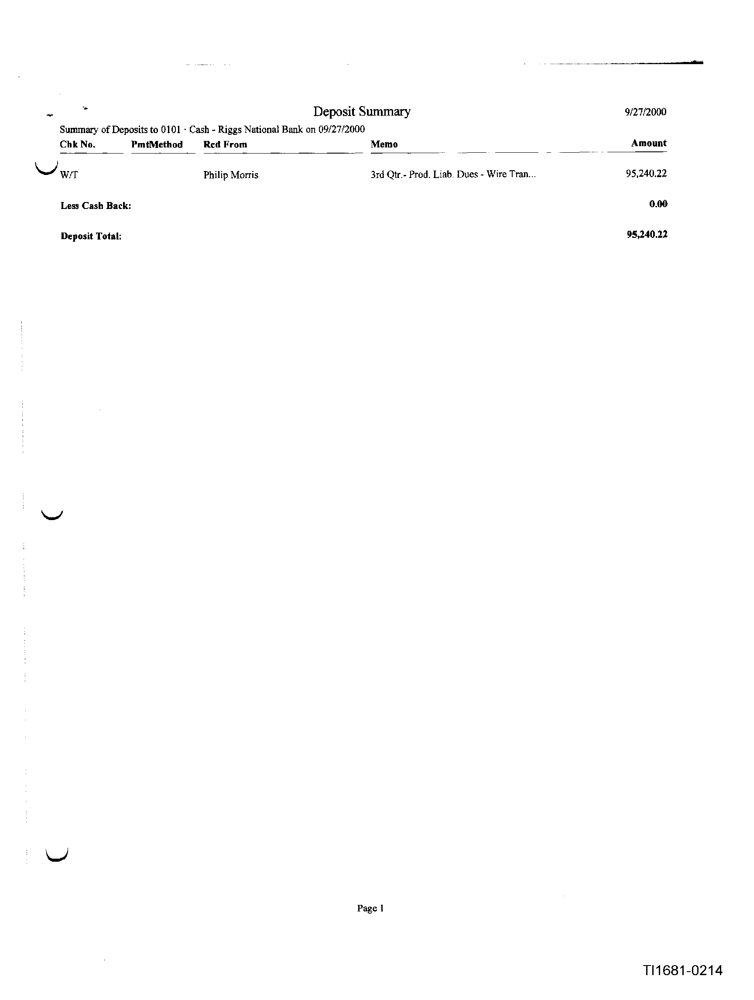 Deposit Summary 9/27/2000
Summary of Deposits to 0101 · Cash - Riggs National Bank on 09/27/2000
Chk No. PmtMethod Rcd From Memo Amount
W/T Philip Morris 3rd Qtr.- Prod. Liab. Dues - Wire Tran... 95,240.22
Less Cash Back: 0.00
Deposit Total: 95,240.22
Page 1
TI1681-0214